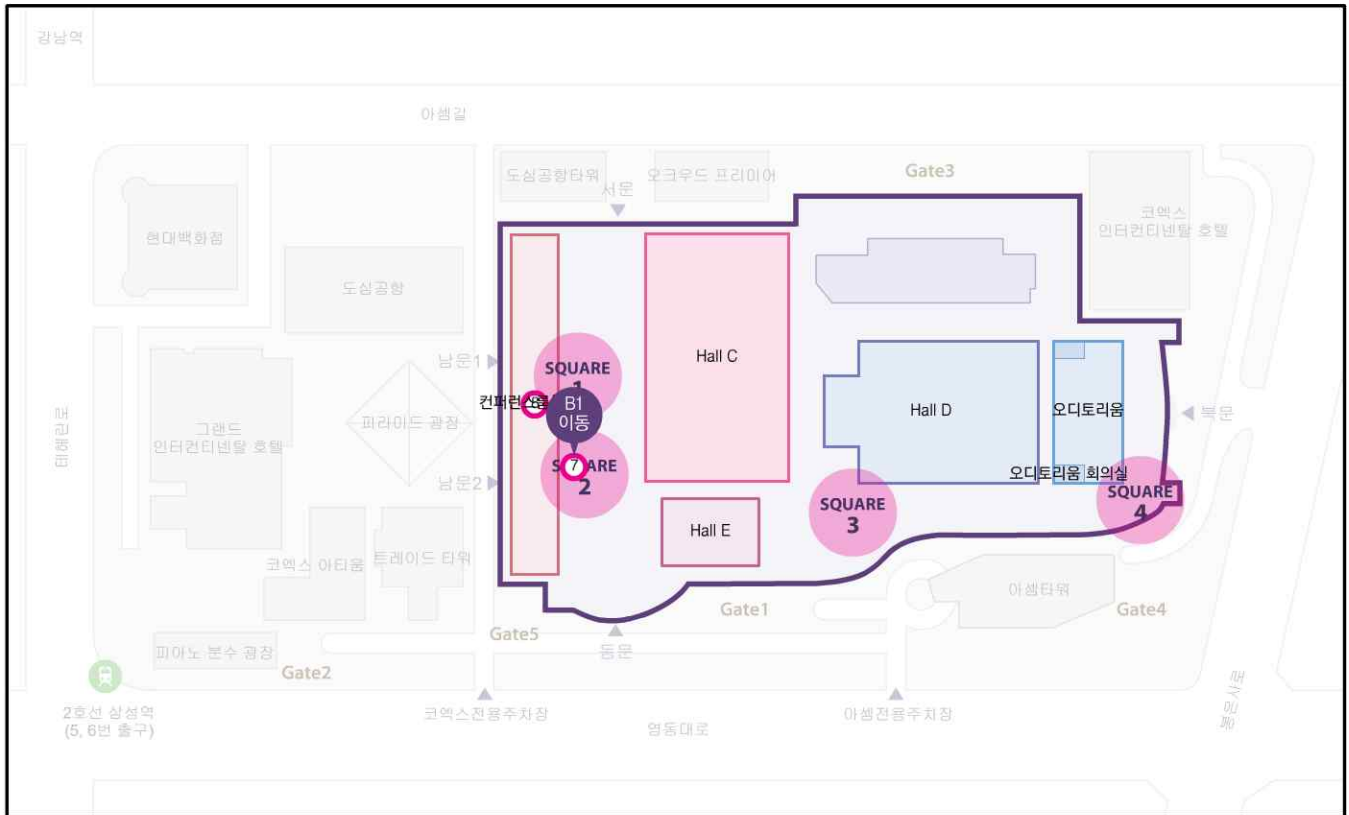 강남역
아셈길
도심공항타워
오크우드 프리미어
Gate3
서문
코엑스
인터컨티넨탈 호텔
현대백화점
도심공항
남문1
SQUARE
1
Hall C
컨퍼런스룸
8
B1
이동
Hall D
오디토리움
북문
테헤란로
그랜드
인터컨티넨탈 호텔
피라미드 광장
남문2
7
2
오디토리움 회의실
SQUARE
3
SQUARE
4
Hall E
코엑스 아티움
트레이드 타워
아셈타워
Gate1
Gate4
Gate5
동문
피아노 분수 광장
Gate2
2호선 삼성역
(5, 6번 출구)
코엑스전용주차장
아셈전용주차장
영동대로
봉은사로